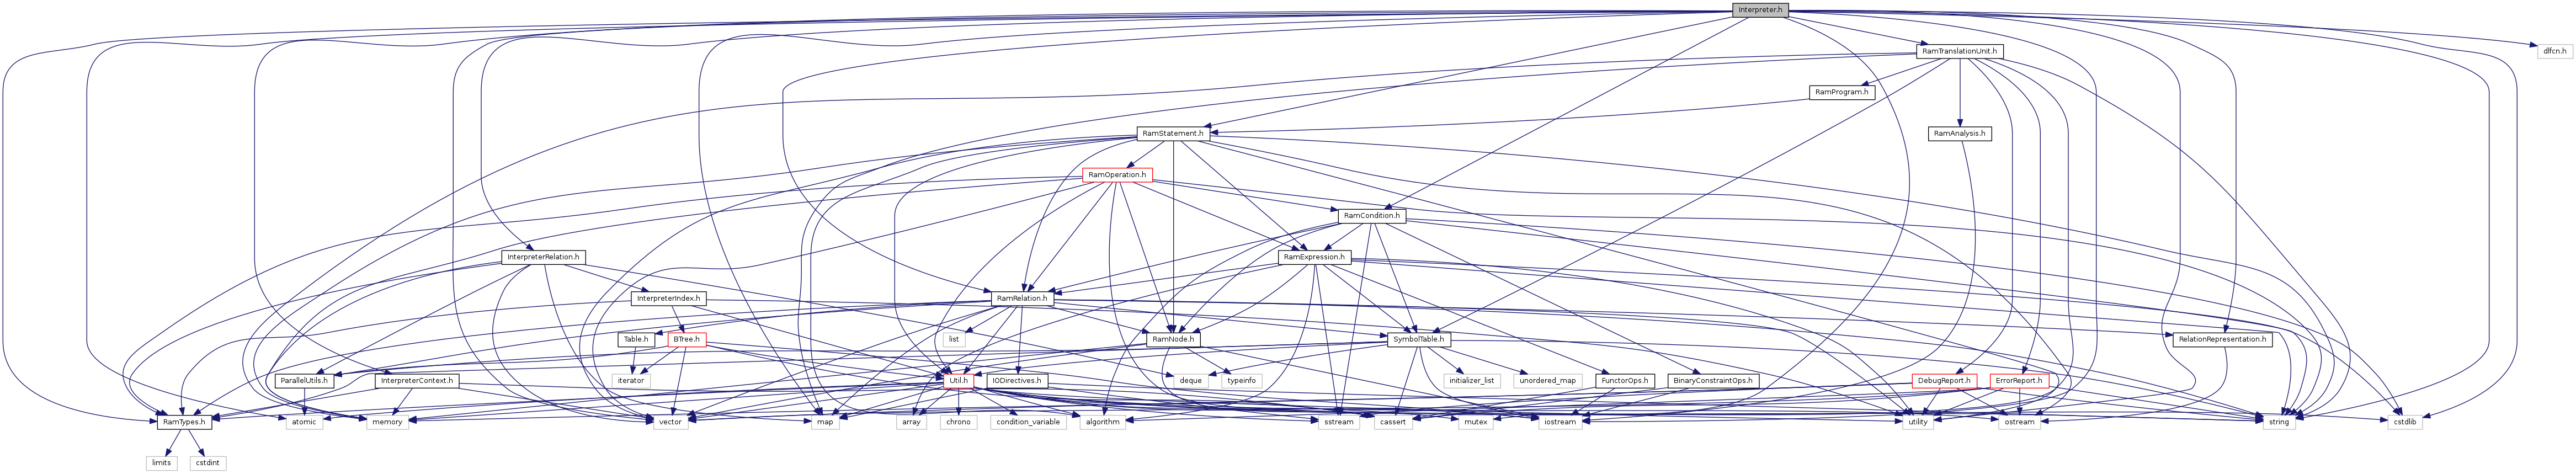 Interpreter.h
RamTranslationUnit.h
dlfcn.h
RamProgram.h
RamStatement.h
RamAnalysis.h
RamOperation.h
RamCondition.h
InterpreterRelation.h
RamExpression.h
InterpreterIndex.h
RamRelation.h
Table.h
BTree.h
list
RamNode.h
SymbolTable.h
RelationRepresentation.h
ParallelUtils.h
InterpreterContext.h
iterator
Util.h
IODirectives.h
deque
typeinfo
initializer_list
unordered_map
FunctorOps.h
BinaryConstraintOps.h
DebugReport.h
ErrorReport.h
RamTypes.h
atomic
memory
vector
map
array
chrono
condition_variable
algorithm
sstream
cassert
mutex
iostream
utility
ostream
string
cstdlib
limits
cstdint